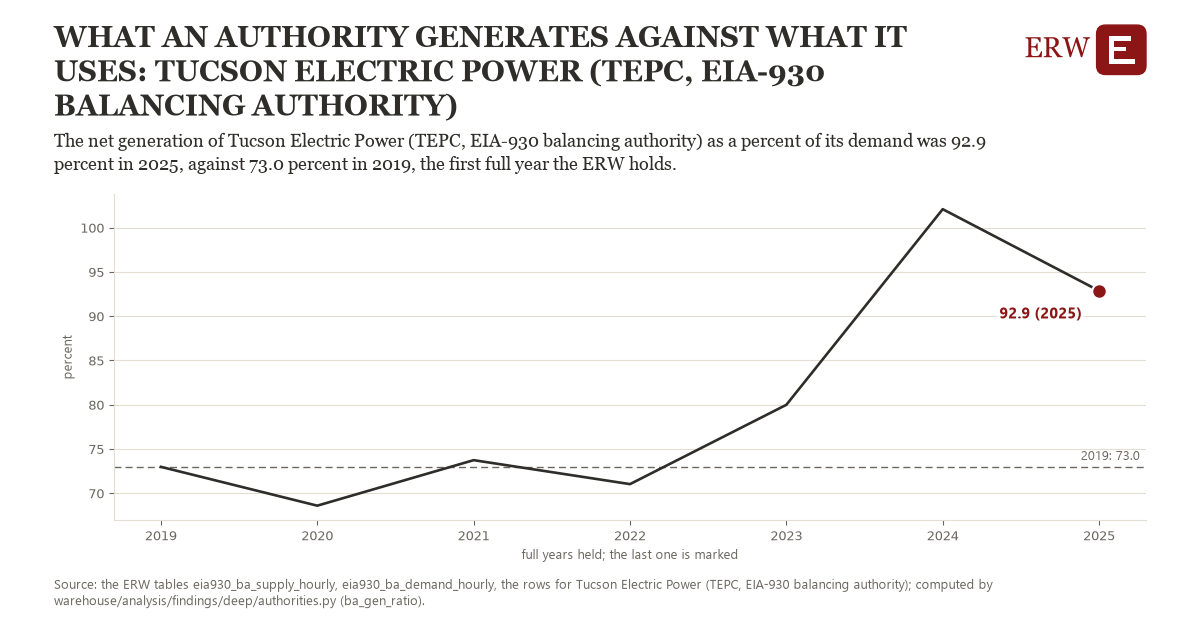 WHAT AN AUTHORITY GENERATES AGAINST WHAT IT
USES: TUCSON ELECTRIC POWER (TEPC, EIA-930
BALANCING AUTHORITY)
ERW E
The net generation of Tucson Electric Power (TEPC, EIA-930 balancing authority) as a percent of its demand was 92.9
percent in 2025, against 73.0 percent in 2019, the first full year the ERW holds.
100
95
90
85
80
75
70
percent
92.9 (2025)
2019: 73.0
2019 2020 2021 2022 2023 2024 2025
full years held; the last one is marked
Source: the ERW tables eia930_ba_supply_hourly, eia930_ba_demand_hourly, the rows for Tucson Electric Power (TEPC, EIA-930 balancing authority); computed by
warehouse/analysis/findings/deep/authorities.py (ba_gen_ratio).